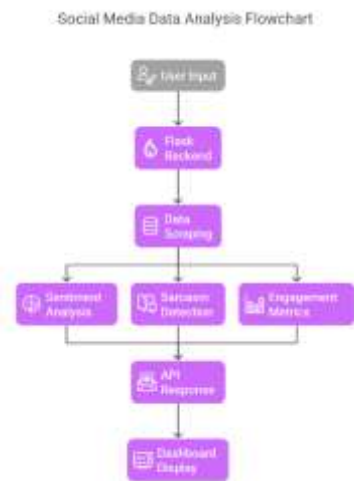 Social Media Data Analysis Flowchart
User Input
Flask
Backend
Data
Scraping
Sentiment
Analysis
Sarcasm
Detection
Engagement
Metrics
API
Response
Dashboard
Display